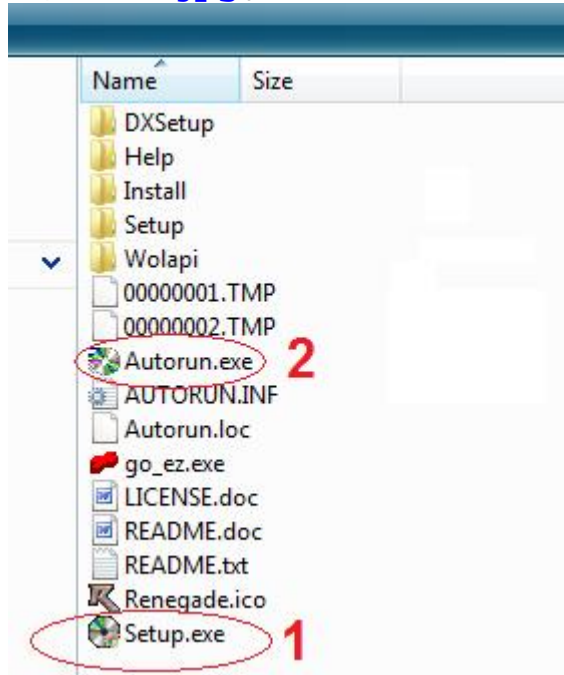 Name Size
DXSetup
Help
Install
Setup
Wolapi
00000001.TMP
00000002.TMP
Autorun.exe 2
AUTORUN.INF
Autorun.loc
go_ez.exe
LICENSE.doc
README.doc
README.txt
Renegade.ico
Setup.exe 1